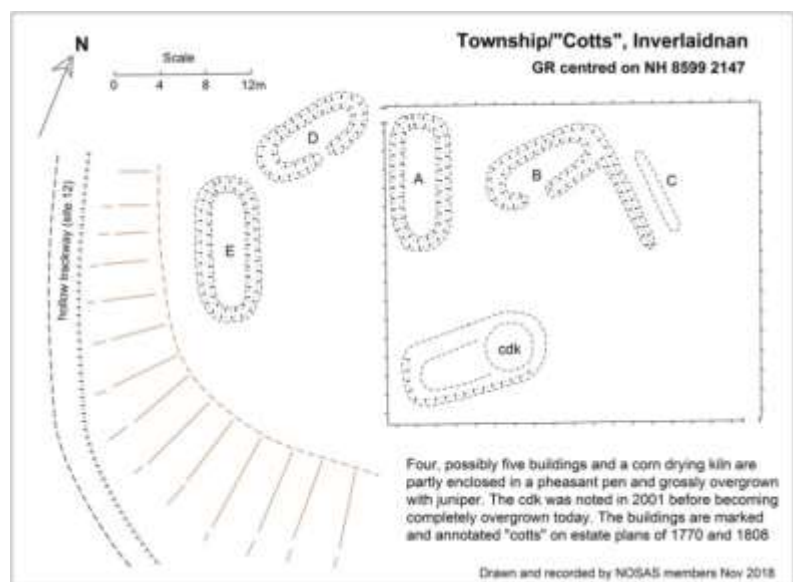 Township/"Cotts", Inverlaidnan
GR centred on NH 8599 2147
N
Scale
0 4 8 12m
D
A
B
C
E
hollow trackway (site 12)
cdk
Four, possibly five buildings and a corn drying kiln are
partly enclosed in a pheasant pen and grossly overgrown
with juniper. The cdk was noted in 2001 before becoming
completely overgrown today. The buildings are marked
and annotated "cotts" on estate plans of 1770 and 1808
Drawn and recorded by NOSAS members Nov 2018